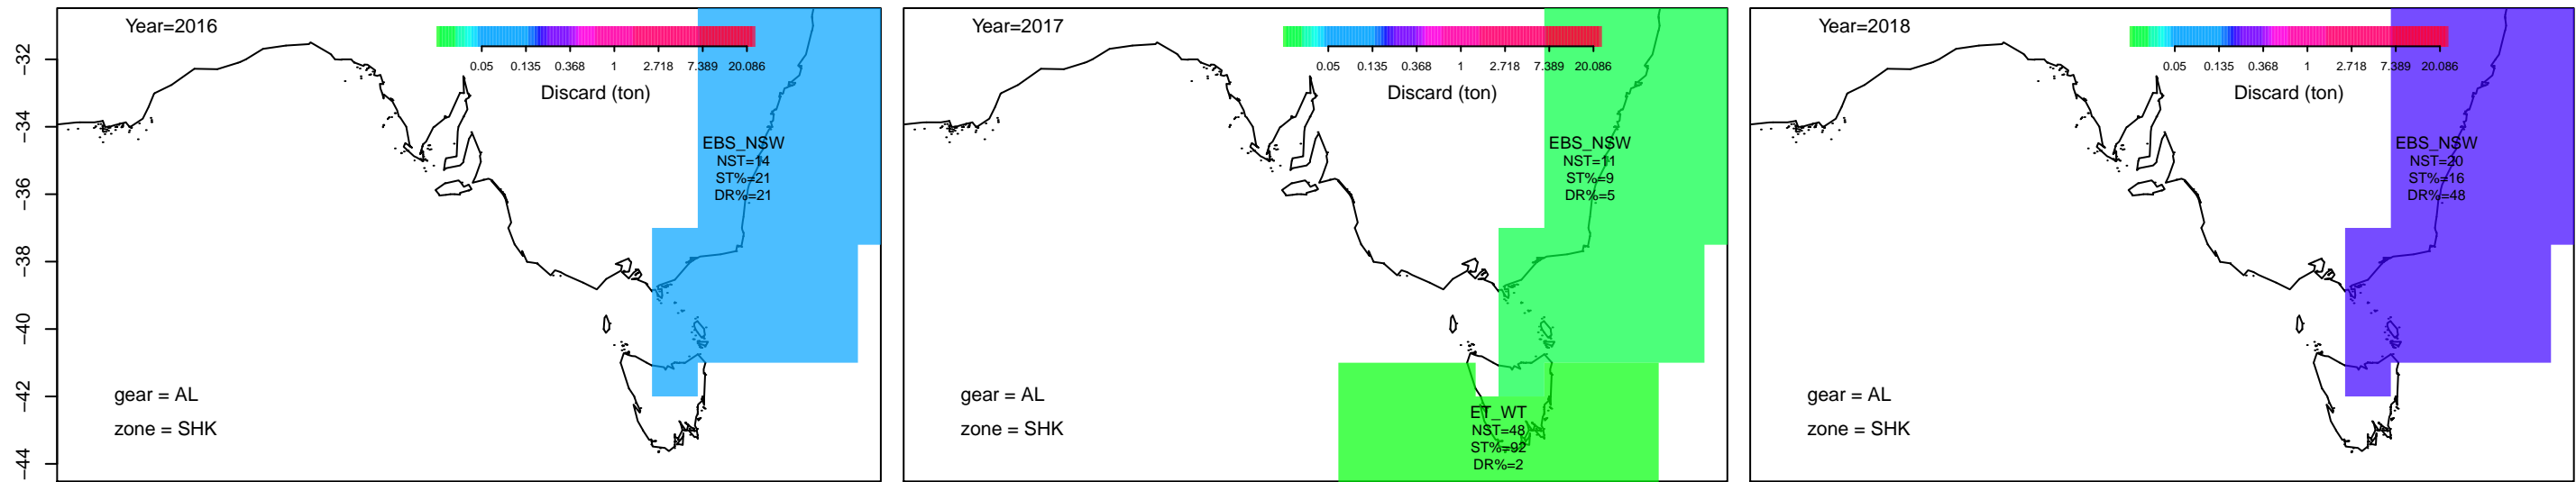 Year=2016
0.05 0.135 0.368 1 2.718 7.389 20.086
Discard (ton)
EBS_NSW
NST=14
ST%=21
DR%=21
gear = AL
zone = SHK
−32
−34
−36
−38
−40
−42
−44
Year=2017
0.05 0.135 0.368 1 2.718 7.389 20.086
Discard (ton)
EBS_NSW
NST=11
ST%=9
DR%=5
gear = AL
zone = SHK
ET_WT
NST=48
ST%=92
DR%=2
Year=2018
0.05 0.135 0.368 1 2.718 7.389 20.086
Discard (ton)
EBS_NSW
NST=20
ST%=16
DR%=48
gear = AL
zone = SHK